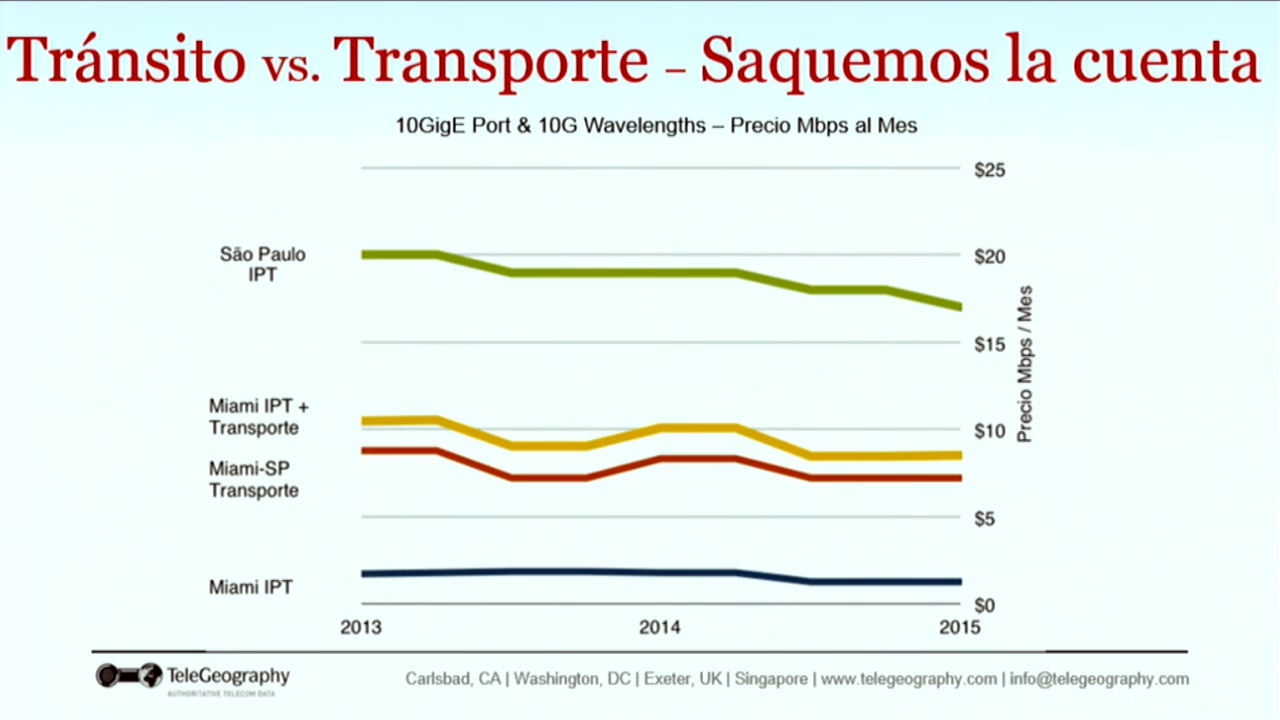 Tránsito vs. Transporte – Saquemos la cuenta
10GigE Port & 10G Wavelengths – Precio Mbps al Mes
$25
São Paulo
IPT
$20
$15
Precio Mbps / Mes
Miami IPT +
Transporte
$10
Miami-SP
Transporte
$5
Miami IPT
$0
2013 2014 2015
TeleGeography
AUTHORITATIVE TELECOM DATA
Carlsbad, CA | Washington, DC | Exeter, UK | Singapore | www.telegeography.com | info@telegeography.com